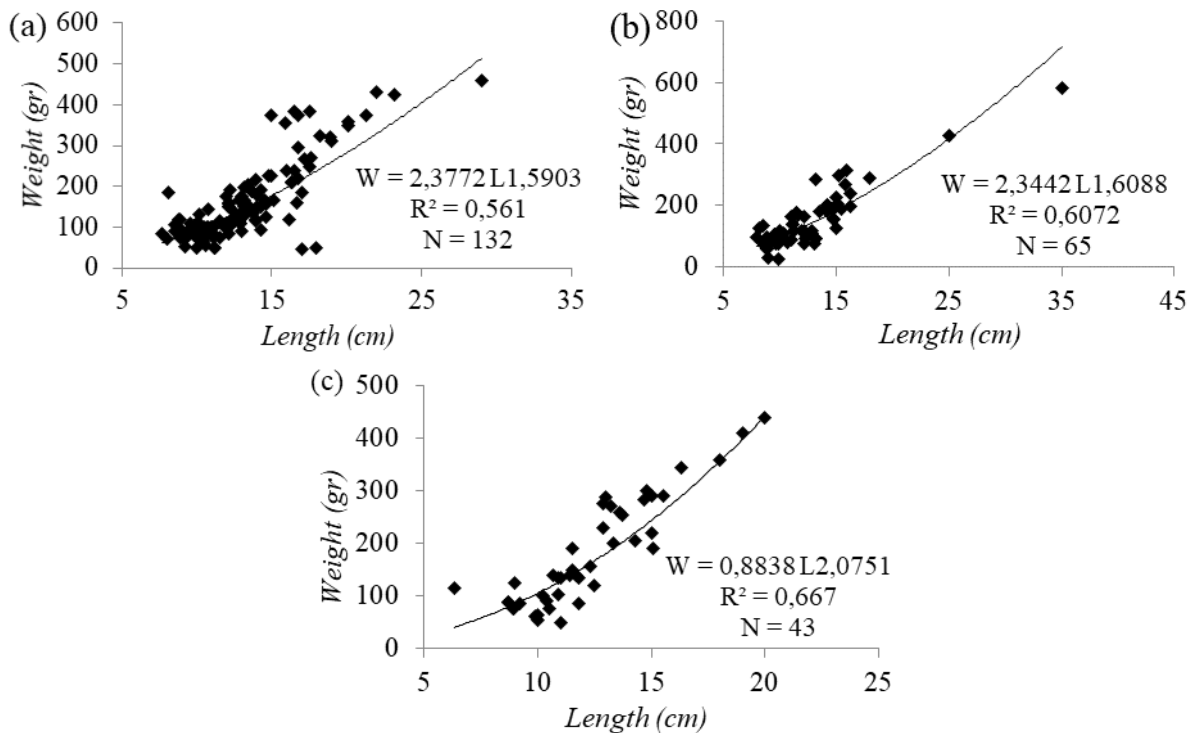 (a)
600
500
400
300
200
100
0
Weight (gr)
5
15
25
35
Length (cm)
W = 2,3772 L1,5903
R² = 0,561
N = 132
(b)
800
600
400
200
0
Weight (gr)
5
15
25
35
45
Length (cm)
W = 2,3442 L1,6088
R² = 0,6072
N = 65
(c)
500
400
300
200
100
0
Weight (gr)
5
10
15
20
25
Length (cm)
W = 0,8838 L2,0751
R² = 0,667
N = 43